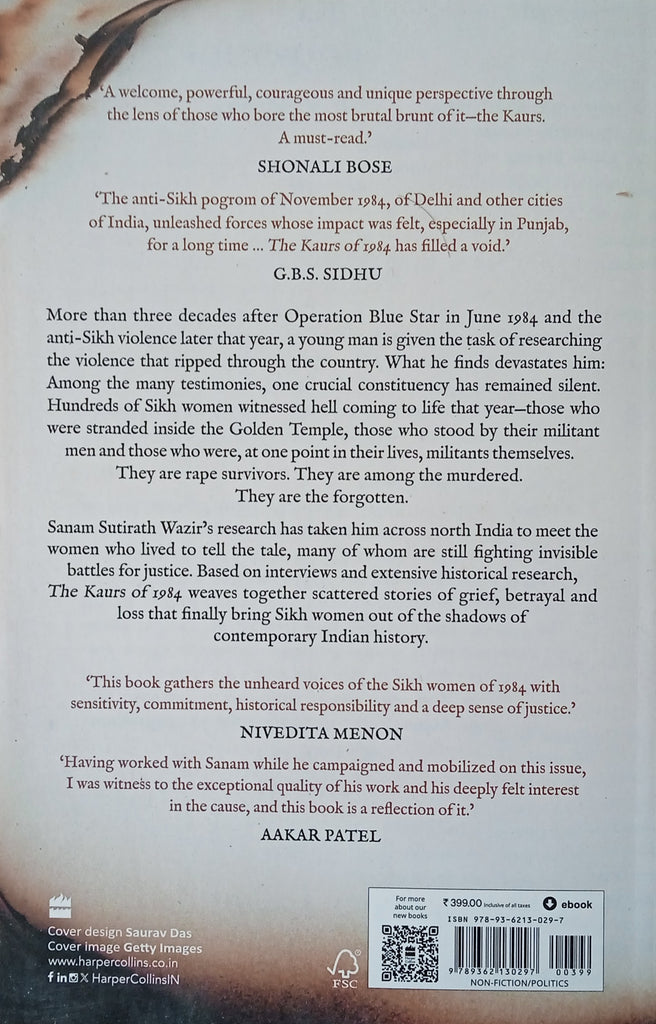 ‘A welcome, powerful, courageous and unique perspective through
the lens of those who bore the most brutal brunt of it—the Kaurs.
A must-read.’
SHONALI BOSE
‘The anti-Sikh pogrom of November 1984, of Delhi and other cities
of India, unleashed forces whose impact was felt, especially in Punjab,
for a long time ... The Kaurs of 1984 has filled a void.’
G.B.S. SIDHU
More than three decades after Operation Blue Star in June 1984 and the
anti-Sikh violence later that year, a young man is given the task of researching
the violence that ripped through the country. What he finds devastates him:
Among the many testimonies, one crucial constituency has remained silent.
Hundreds of Sikh women witnessed hell coming to life that year—those who
were stranded inside the Golden Temple, those who stood by their militant
men and those who were, at one point in their lives, militants themselves.
They are rape survivors. They are among the murdered.
They are the forgotten.
Sanam Sutirath Wazir's research has taken him across north India to meet the
women who lived to tell the tale, many of whom are still fighting invisible
battles for justice. Based on interviews and extensive historical research,
The Kaurs of 1984 weaves together scattered stories of grief, betrayal and
loss that finally bring Sikh women out of the shadows of
contemporary Indian history.
‘This book gathers the unheard voices of the Sikh women of 1984 with
sensitivity, commitment, historical responsibility and a deep sense of justice.’
NIVEDITA MENON
‘Having worked with Sanam while he campaigned and mobilized on this issue,
I was witness to the exceptional quality of his work and his deeply felt interest
in the cause, and this book is a reflection of it.’
AAKAR PATEL
Cover design Saurav Das
Cover image Getty Images
www.harpercollins.co.in
f in X HarperCollinsIN
FSC
For more
about our
new books
₹ 399.00 Inclusive of all taxes
ebook
ISBN 978-93-6213-029-7
9 789362 130297
00399
NON-FICTION/POLITICS